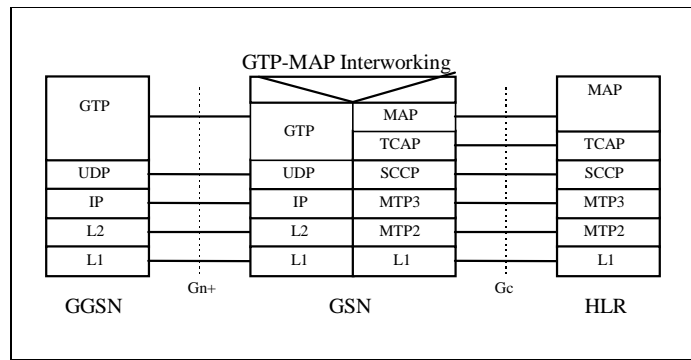 GTP-MAP Interworking
GTP MAP MAP
GTP TCAP TCAP
UDP UDP SCCP SCCP
IP IP MTP3 MTP3
L2 L2 MTP2 MTP2
L1 L1 L1 L1
Gn+ Gc
GGSN GSN HLR